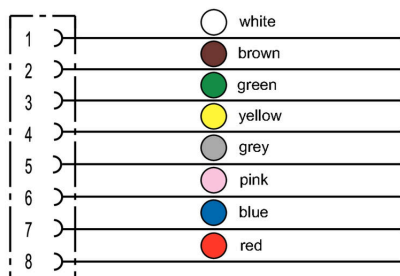 white
1
brown
2
green
3
yellow
4
grey
5
pink
6
blue
7
red
8